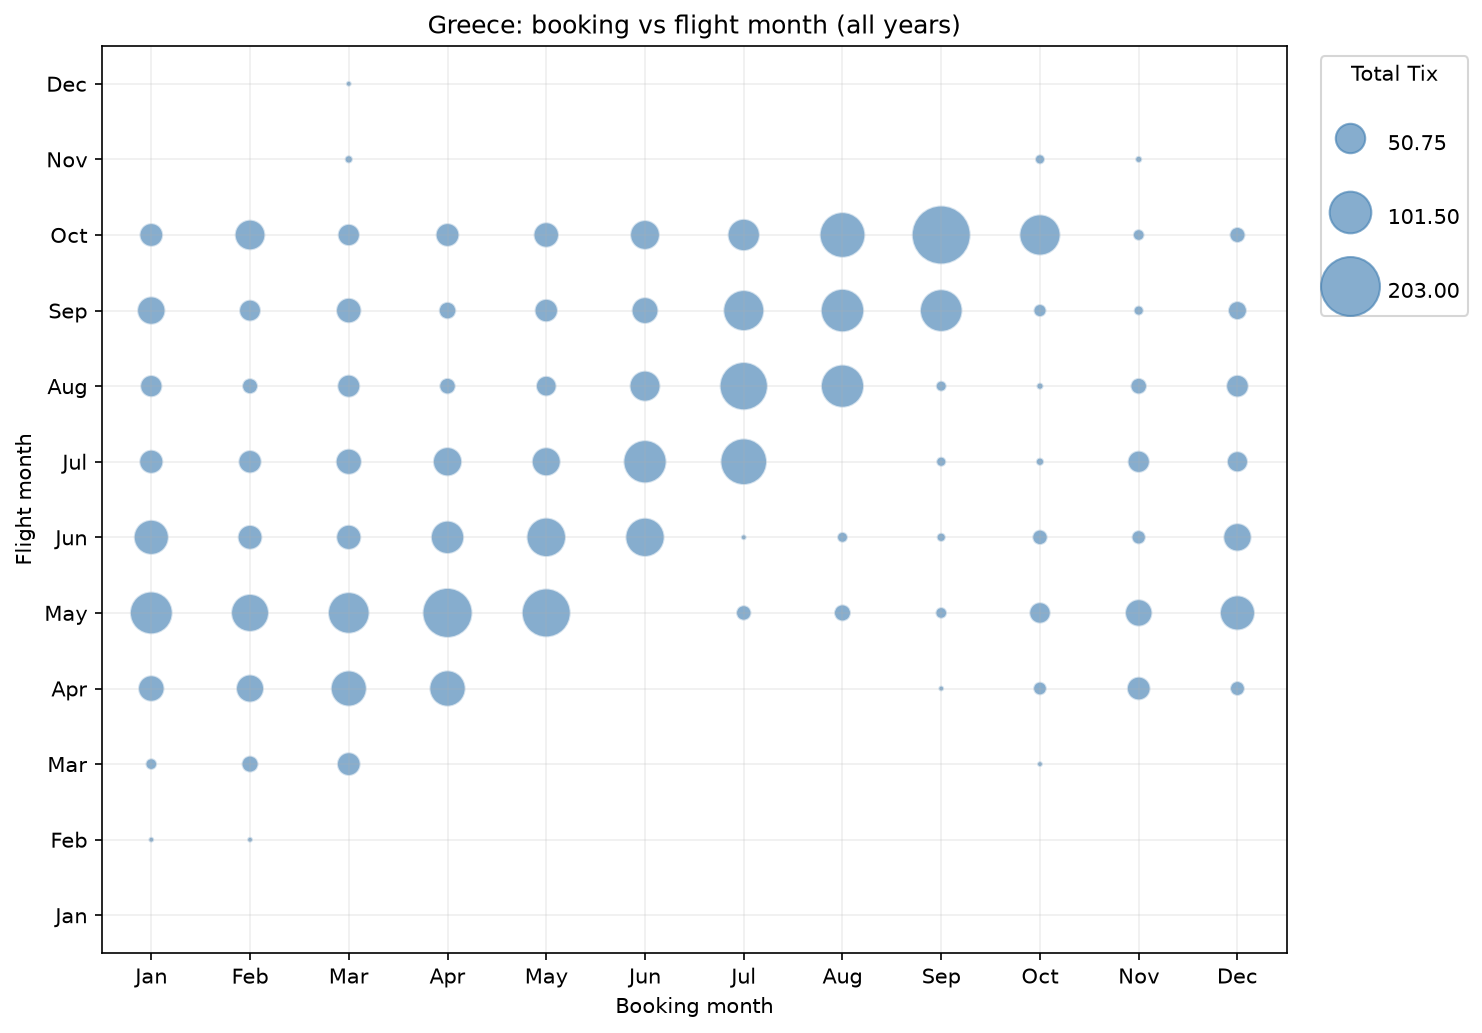 Greece: booking vs flight month (all years)
Total Tix
50.75
101.50
203.00
Flight month
Dec
Nov
Oct
Sep
Aug
Jul
Jun
May
Apr
Mar
Feb
Jan
Jan Feb Mar Apr May Jun Jul Aug Sep Oct Nov Dec
Booking month